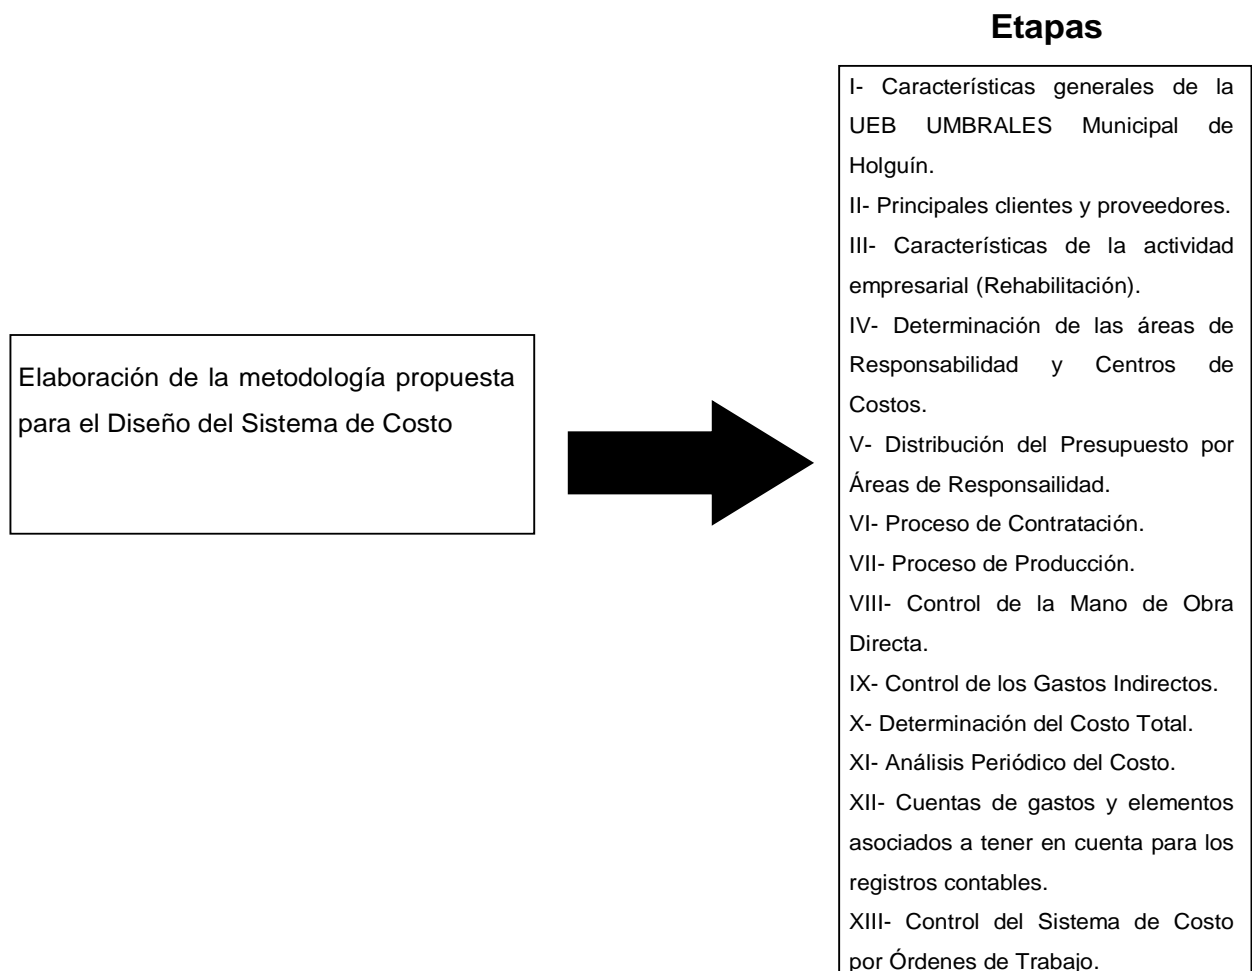 Etapas
I- Características generales de la
UEB UMBRALES Municipal de
Holguín.
II- Principales clientes y proveedores.
III- Características de la actividad
empresarial (Rehabilitación).
IV- Determinación de las áreas de
Responsabilidad y Centros de
Costos.
V- Distribución del Presupuesto por
Áreas de Responsailidad.
VI- Proceso de Contratación.
VII- Proceso de Producción.
VIII- Control de la Mano de Obra
Directa.
IX- Control de los Gastos Indirectos.
X- Determinación del Costo Total.
XI- Análisis Periódico del Costo.
XII- Cuentas de gastos y elementos
asociados a tener en cuenta para los
registros contables.
XIII- Control del Sistema de Costo
por Órdenes de Trabajo.
Elaboración de la metodología propuesta
para el Diseño del Sistema de Costo